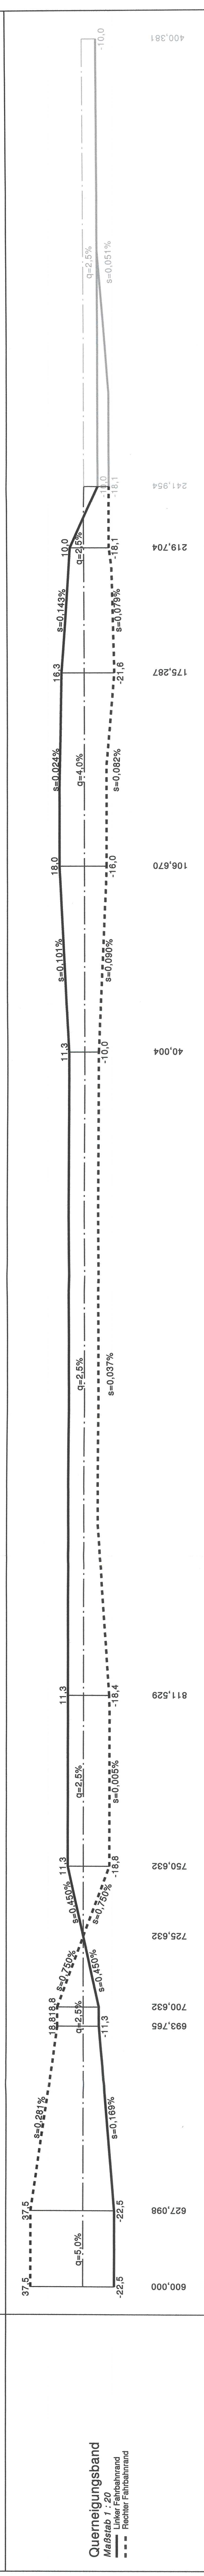 Querneigungsband
Maßstab 1 : 20
Linker Fahrbahnrand
Rechter Fahrbahnrand
37,5
-22,5
q=5,0%
37,5
-22,5
s=0,281%
s=0,169%
18,8
18,8
q=2,5%
-11,3
s=0,750%
s=0,450%
s=0,450%
s=0,750%
11,3
-18,8
q=2,5%
s=0,005%
11,3
-18,4
q=2,5%
s=0,037%
11,3
-10,0
s=0,101%
s=0,090%
18,0
-16,0
s=0,024%
q=4,0%
s=0,082%
16,3
-21,6
s=0,143%
s=0,079%
10,0
q=2,5%
-18,1
-10,0
-18,1
q=2,5%
s=0,051%
-10,0
600,000
627,098
693,765
700,632
725,632
750,632
811,529
40,004
106,670
175,287
219,704
241,954
400,381